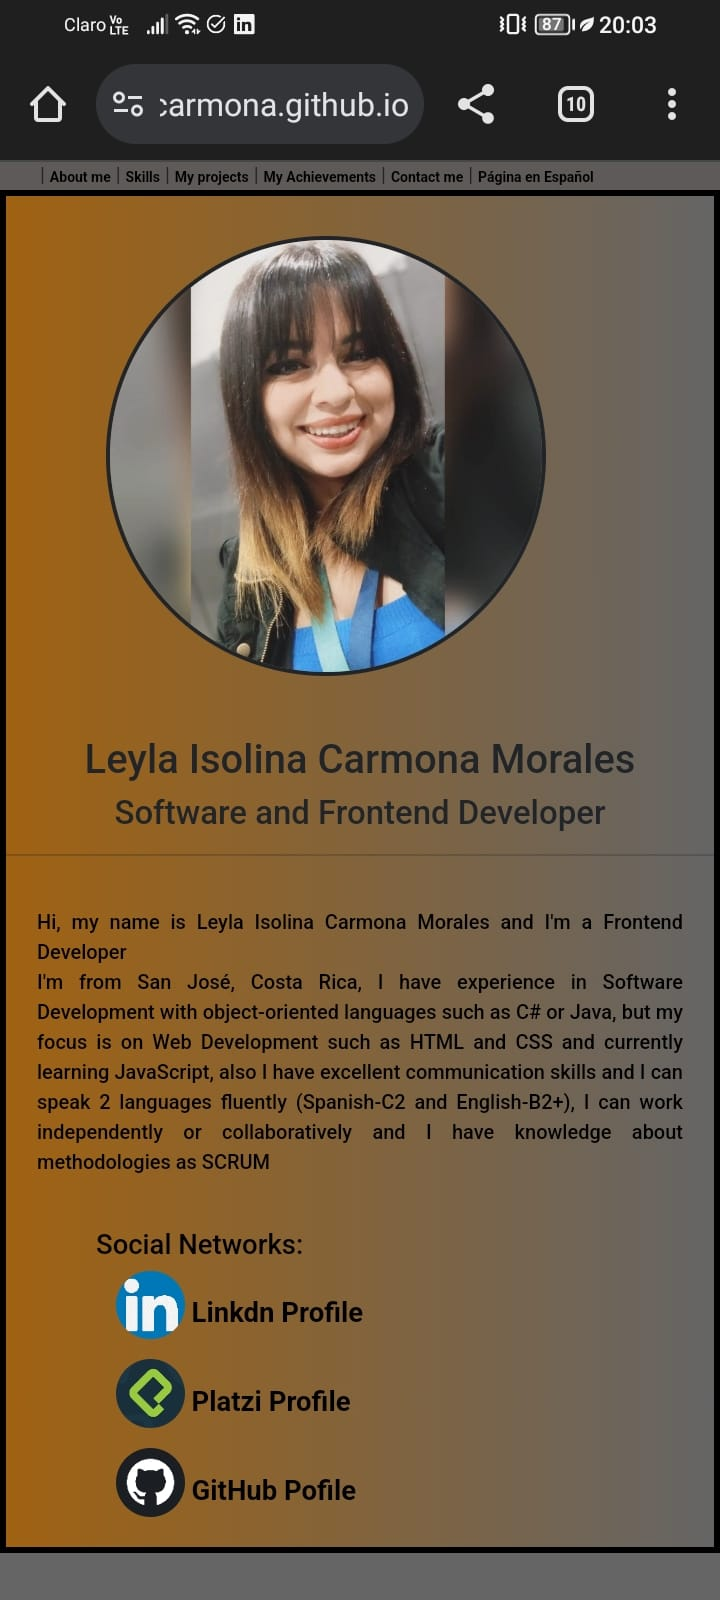 Claro Vo LTE 87 20:03
carmona.github.io 10
| About me | Skills | My projects | My Achievements | Contact me | Página en Español
Leyla Isolina Carmona Morales
Software and Frontend Developer
Hi, my name is Leyla Isolina Carmona Morales and I'm a Frontend
Developer
I'm from San José, Costa Rica, I have experience in Software
Development with object-oriented languages such as C# or Java, but my
focus is on Web Development such as HTML and CSS and currently
learning JavaScript, also I have excellent communication skills and I can
speak 2 languages fluently (Spanish-C2 and English-B2+), I can work
independently or collaboratively and I have knowledge about
methodologies as SCRUM
Social Networks:
in Linkdn Profile
Platzi Profile
GitHub Pofile